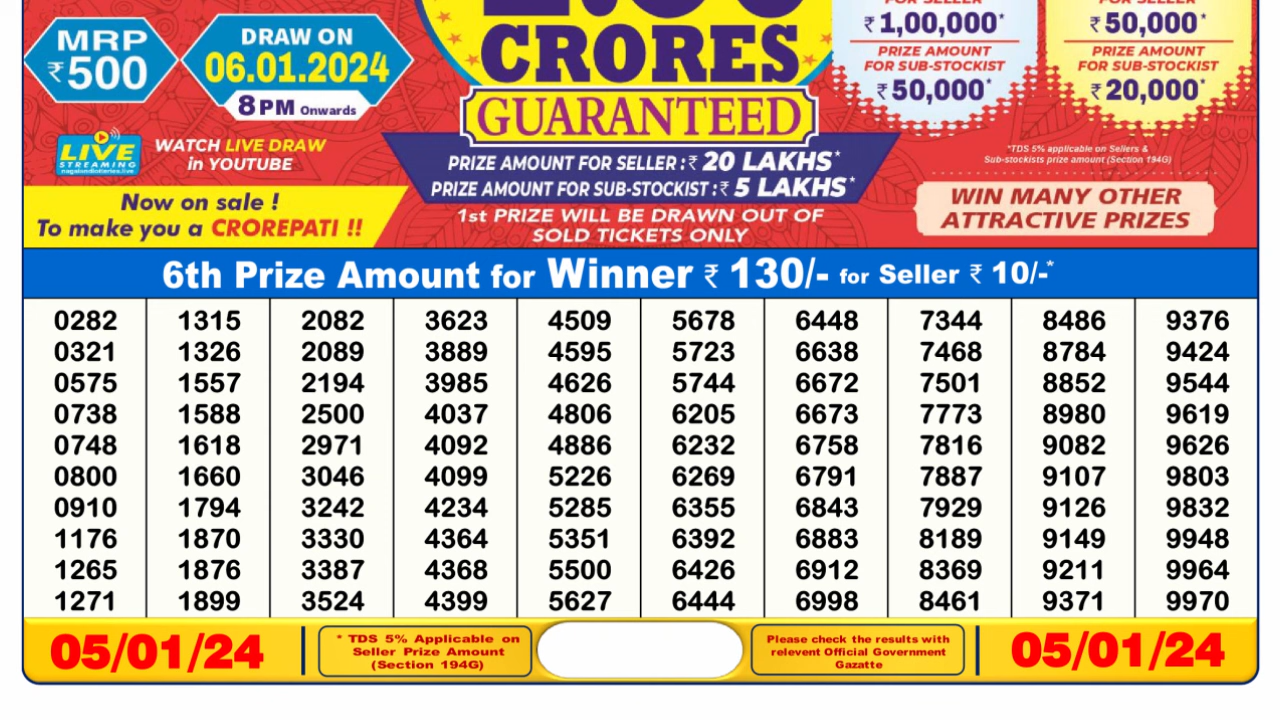 MRP
₹500
DRAW ON
06.01.2024
8 PM Onwards
LIVE
STREAMING
nagalandlotteries.live
WATCH LIVE DRAW
in YOUTUBE
Now on sale !
To make you a CROREPATI !!
CRORES
GUARANTEED
PRIZE AMOUNT FOR SELLER :₹ 20 LAKHS*
PRIZE AMOUNT FOR SUB-STOCKIST :₹ 5 LAKHS*
1st PRIZE WILL BE DRAWN OUT OF
SOLD TICKETS ONLY
FOR SELLER
₹ 1,00,000*
PRIZE AMOUNT
FOR SUB-STOCKIST
₹ 50,000*
FOR SELLER
₹ 50,000*
PRIZE AMOUNT
FOR SUB-STOCKIST
₹ 20,000*
*TDS 5% applicable on Sellers &
Sub-stockists prize amount (Section 194G)
WIN MANY OTHER
ATTRACTIVE PRIZES
6th Prize Amount for Winner ₹ 130/- for Seller ₹ 10/-*
0282 1315 2082 3623 4509 5678 6448 7344 8486 9376
0321 1326 2089 3889 4595 5723 6638 7468 8784 9424
0575 1557 2194 3985 4626 5744 6672 7501 8852 9544
0738 1588 2500 4037 4806 6205 6673 7773 8980 9619
0748 1618 2971 4092 4886 6232 6758 7816 9082 9626
0800 1660 3046 4099 5226 6269 6791 7887 9107 9803
0910 1794 3242 4234 5285 6355 6843 7929 9126 9832
1176 1870 3330 4364 5351 6392 6883 8189 9149 9948
1265 1876 3387 4368 5500 6426 6912 8369 9211 9964
1271 1899 3524 4399 5627 6444 6998 8461 9371 9970
05/01/24
* TDS 5% Applicable on
Seller Prize Amount
(Section 194G)
Please check the results with
relevent Official Government
Gazatte
05/01/24